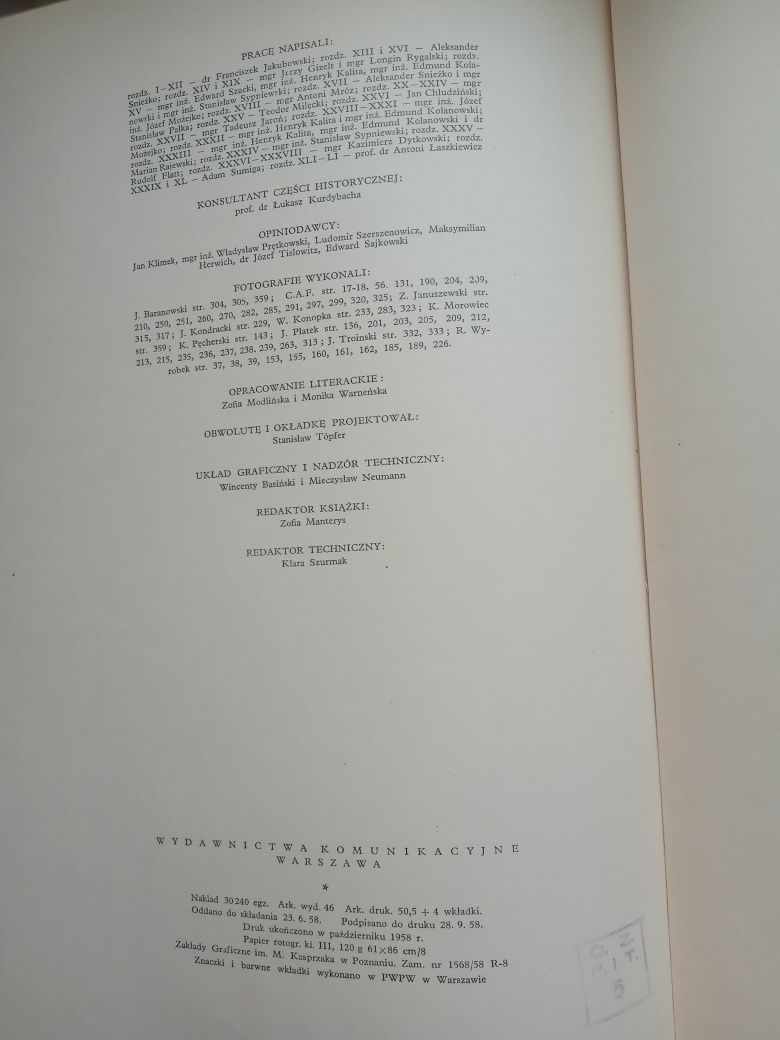 PRACE NAPISALI:
rozdz. I–XII — dr Franciszek Jakubowski; rozdz. XIII i XVI — Aleksander
Śnieżko; rozdz. XIV i XIX — mgr Jerzy Gizelt i mgr Longin Rygalski; rozdz.
XV — mgr inż. Edward Szacki, mgr inż. Henryk Kalita, mgr inż. Edmund Kola-
nowski i mgr inż. Stanisław Sypniewski; rozdz. XVII — Aleksander Śnieżko i mgr
inż. Józef Możejko; rozdz. XVIII — mgr Antoni Mróz; rozdz. XX–XXIV — mgr
Stanisław Pałka; rozdz. XXV — Teodor Miłęcki; rozdz. XXVI — Jan Chludziński;
rozdz. XXVII — mgr Tadeusz Jaroń; rozdz. XXVIII–XXXI — mgr inż. Józef
Możejko; rozdz. XXXII — mgr inż. Henryk Kalita i mgr inż. Edmund Kolanowski;
rozdz. XXXIII — mgr inż. Henryk Kalita, mgr inż. Edmund Kolanowski i dr
Marian Rajewski; rozdz. XXXIV — mgr inż. Stanisław Sypniewski; rozdz. XXXV —
Rudolf Flatt; rozdz. XXXVI–XXXVIII — mgr Kazimierz Dytkowski; rozdz.
XXXIX i XL — Adam Sumiga; rozdz. XLI–LI — prof. dr Antoni Łaszkiewicz
KONSULTANT CZĘŚCI HISTORYCZNEJ:
prof. dr Łukasz Kurdybacha
OPINIODAWCY:
Jan Klimek, mgr inż. Władysław Prętkowski, Ludomir Szerszenowicz, Maksymilian
Herwich, dr Józef Tislowitz, Edward Sajkowski
FOTOGRAFIE WYKONALI:
J. Baranowski str. 304, 305, 359; C.A.F. str. 17-18, 56. 131, 190, 204, 209,
210, 250, 251, 260, 270, 282, 285, 291, 297, 299, 320, 325; Z. Januszewski str.
315, 317; J. Kondracki str. 229, W. Konopka str. 233, 283, 323; K. Morowiec
str. 359; K. Pęcherski str. 143; J. Płatek str. 136, 201, 203, 205, 209, 212,
213, 215, 235, 236, 237, 238. 239, 263, 313; J. Troinski str. 332, 333; R. Wy-
robek str. 37, 38, 39, 153, 155, 160, 161, 162, 185, 189, 226.
OPRACOWANIE LITERACKIE:
Zofia Modlińska i Monika Warneńska
OBWOLUTĘ I OKŁADKĘ PROJEKTOWAŁ:
Stanisław Töpfer
UKŁAD GRAFICZNY I NADZÓR TECHNICZNY:
Wincenty Basiński i Mieczysław Neumann
REDAKTOR KSIĄŻKI:
Zofia Manterys
REDAKTOR TECHNICZNY:
Klara Szurmak
WYDAWNICTWA KOMUNIKACYJNE
WARSZAWA
*
Nakład 30240 egz. Ark. wyd. 46 Ark. druk. 50,5 + 4 wkładki.
Oddano do składania 23. 6. 58. Podpisano do druku 28. 9. 58.
Druk ukończono w październiku 1958 r.
Papier rotogr. kl. III, 120 g 61×86 cm/8
Zakłady Graficzne im. M. Kasprzaka w Poznaniu. Zam. nr 1568/58 R-8
Znaczki i barwne wkładki wykonano w PWPW w Warszawie